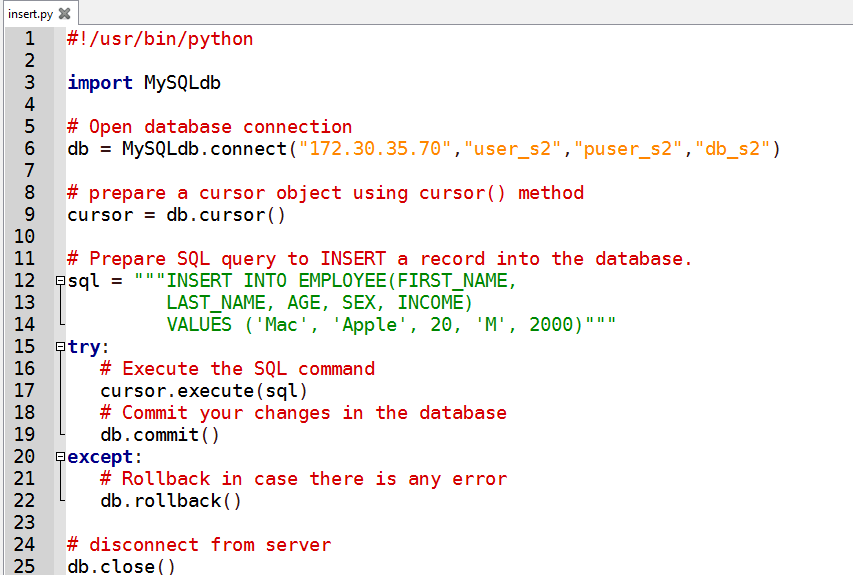 insert.py
1 #!/usr/bin/python
2
3 import MySQLdb
4
5 # Open database connection
6 db = MySQLdb.connect("172.30.35.70","user_s2","puser_s2","db_s2")
7
8 # prepare a cursor object using cursor() method
9 cursor = db.cursor()
10
11 # Prepare SQL query to INSERT a record into the database.
12 sql = """INSERT INTO EMPLOYEE(FIRST_NAME,
13          LAST_NAME, AGE, SEX, INCOME)
14          VALUES ('Mac', 'Apple', 20, 'M', 2000)"""
15 try:
16    # Execute the SQL command
17    cursor.execute(sql)
18    # Commit your changes in the database
19    db.commit()
20 except:
21    # Rollback in case there is any error
22    db.rollback()
23
24 # disconnect from server
25 db.close()